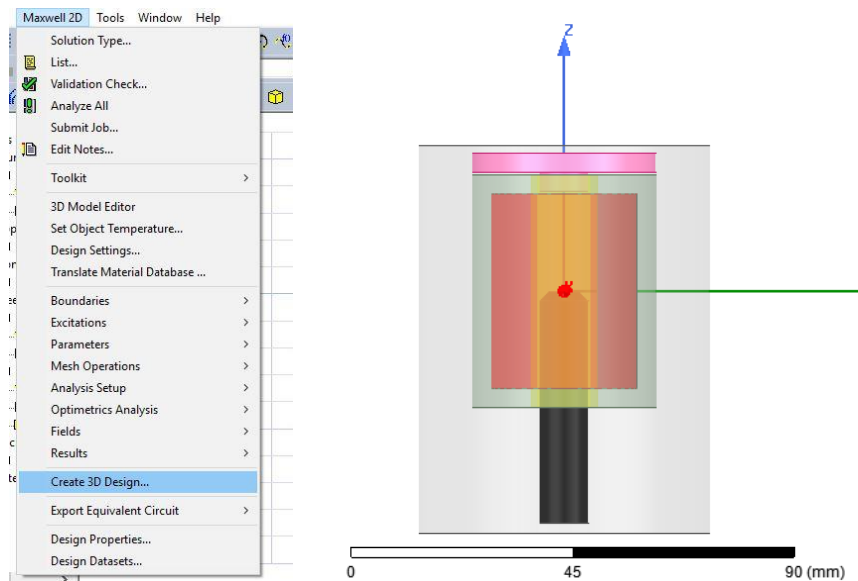 Maxwell 2D Tools Window Help
Solution Type...
List...
Validation Check...
Analyze All
Submit Job...
Edit Notes...
Toolkit
3D Model Editor
Set Object Temperature...
Design Settings...
Translate Material Database ...
Boundaries
Excitations
Parameters
Mesh Operations
Analysis Setup
Optimetrics Analysis
Fields
Results
Create 3D Design...
Export Equivalent Circuit
Design Properties...
Design Datasets...
Z
0 45 90 (mm)